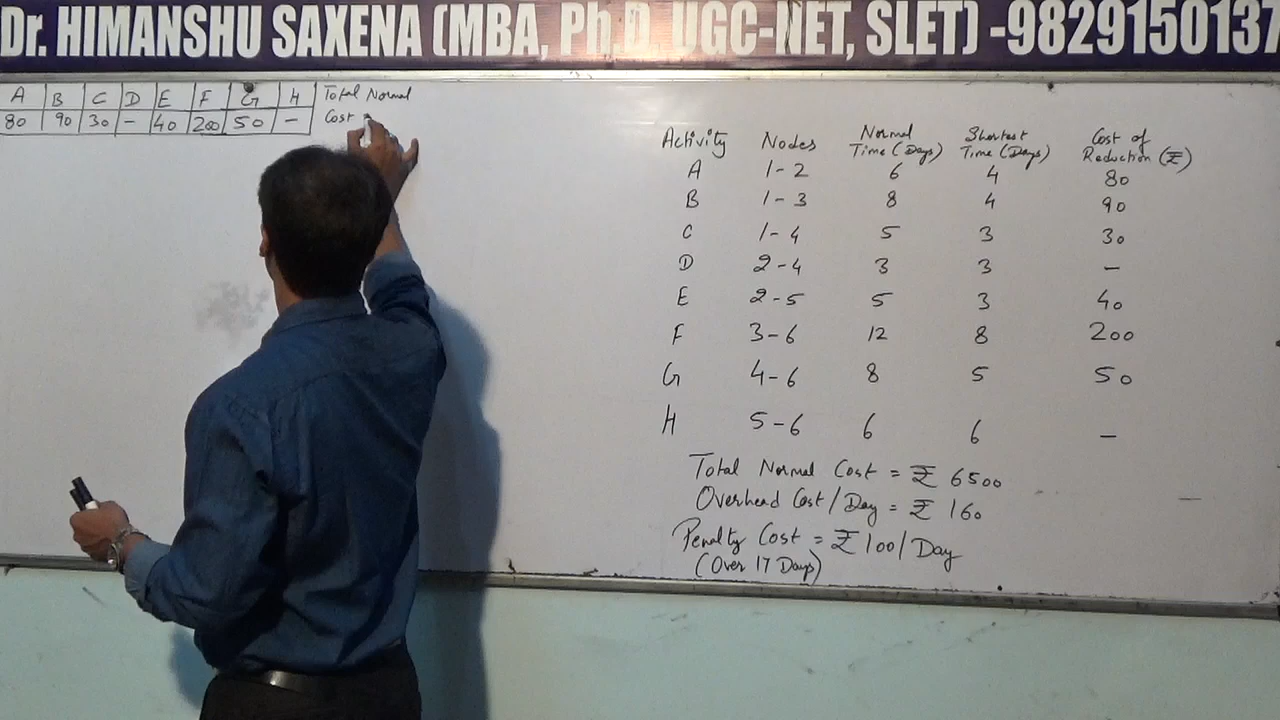 Dr. HIMANSHU SAXENA (MBA, Ph.D, UGC-NET, SLET) -9829150137
A B C D E F G H Total Normal
80 90 30 - 40 200 50 - Cost
Activity Nodes Normal Time (Days) Shortest Time (Days) Cost of Reduction (₹)
A 1-2 6 4 80
B 1-3 8 4 90
C 1-4 5 3 30
D 2-4 3 3 -
E 2-5 5 3 40
F 3-6 12 8 200
G 4-6 8 5 50
H 5-6 6 6 -
Total Normal Cost = ₹ 6500
Overhead Cost/Day = ₹ 160
Penalty Cost = ₹ 100/Day
(Over 17 Days)